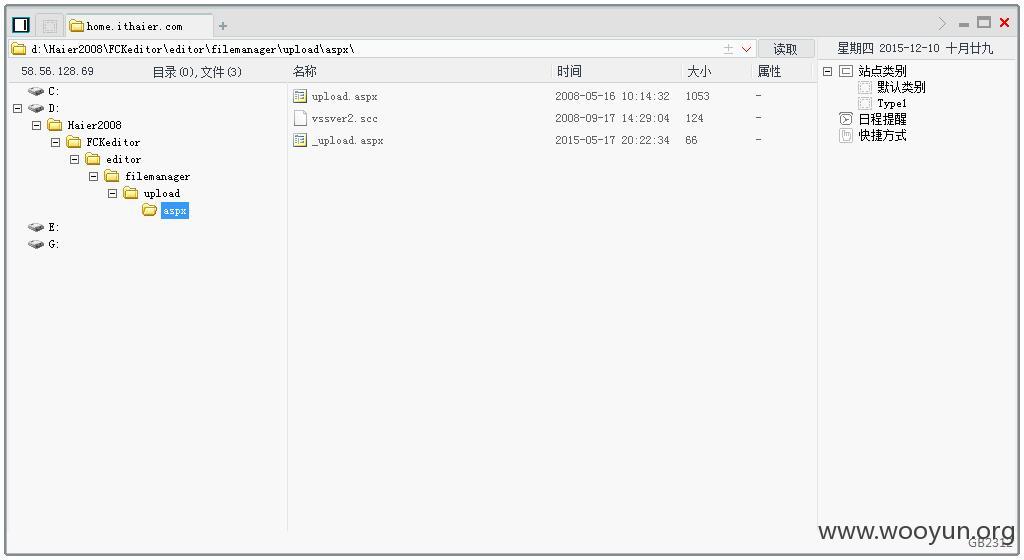 home.ithaier.com
d:\Haier2008\FCKeditor\editor\filemanager\upload\aspx\
读取
星期四 2015-12-10 十月廿九
58.56.128.69 目录(0),文件(3)
名称 时间 大小 属性
C:
D:
Haier2008
FCKeditor
editor
filemanager
upload
aspx
E:
G:
upload.aspx 2008-05-16 10:14:32 1053 -
vssver2.scc 2008-09-17 14:29:04 124 -
_upload.aspx 2015-05-17 20:22:34 66 -
站点类别
默认类别
Type1
日程提醒
快捷方式
www.wooyun.org
GB2312